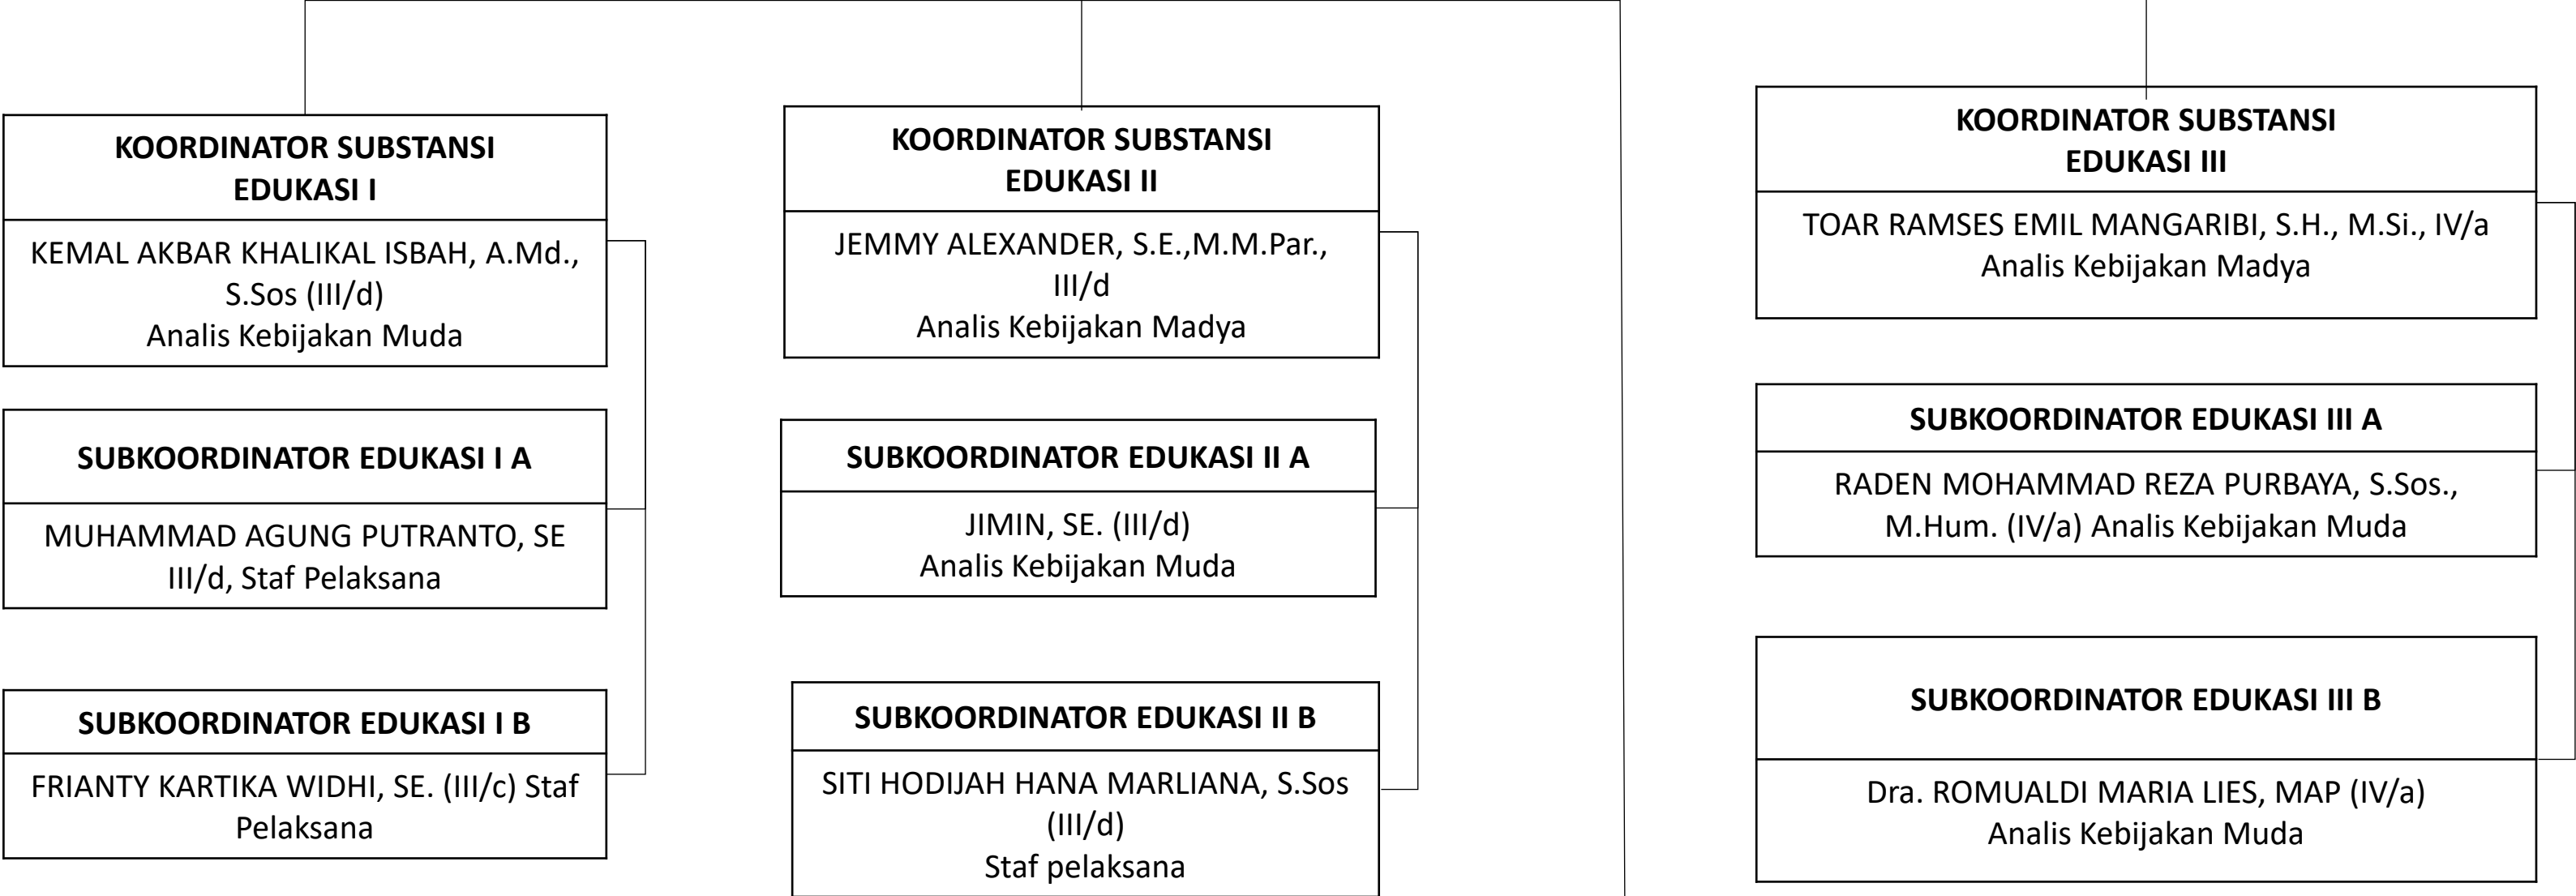 KOORDINATOR SUBSTANSI
EDUKASI I
KEMAL AKBAR KHALIKAL ISBAH, A.Md.,
S.Sos (III/d)
Analis Kebijakan Muda
SUBKOORDINATOR EDUKASI I A
MUHAMMAD AGUNG PUTRANTO, SE
III/d, Staf Pelaksana
SUBKOORDINATOR EDUKASI I B
FRIANTY KARTIKA WIDHI, SE. (III/c) Staf
Pelaksana
KOORDINATOR SUBSTANSI
EDUKASI II
JEMMY ALEXANDER, S.E.,M.M.Par.,
III/d
Analis Kebijakan Madya
SUBKOORDINATOR EDUKASI II A
JIMIN, SE. (III/d)
Analis Kebijakan Muda
SUBKOORDINATOR EDUKASI II B
SITI HODIJAH HANA MARLIANA, S.Sos
(III/d)
Staf pelaksana
KOORDINATOR SUBSTANSI
EDUKASI III
TOAR RAMSES EMIL MANGARIBI, S.H., M.Si., IV/a
Analis Kebijakan Madya
SUBKOORDINATOR EDUKASI III A
RADEN MOHAMMAD REZA PURBAYA, S.Sos.,
M.Hum. (IV/a) Analis Kebijakan Muda
SUBKOORDINATOR EDUKASI III B
Dra. ROMUALDI MARIA LIES, MAP (IV/a)
Analis Kebijakan Muda